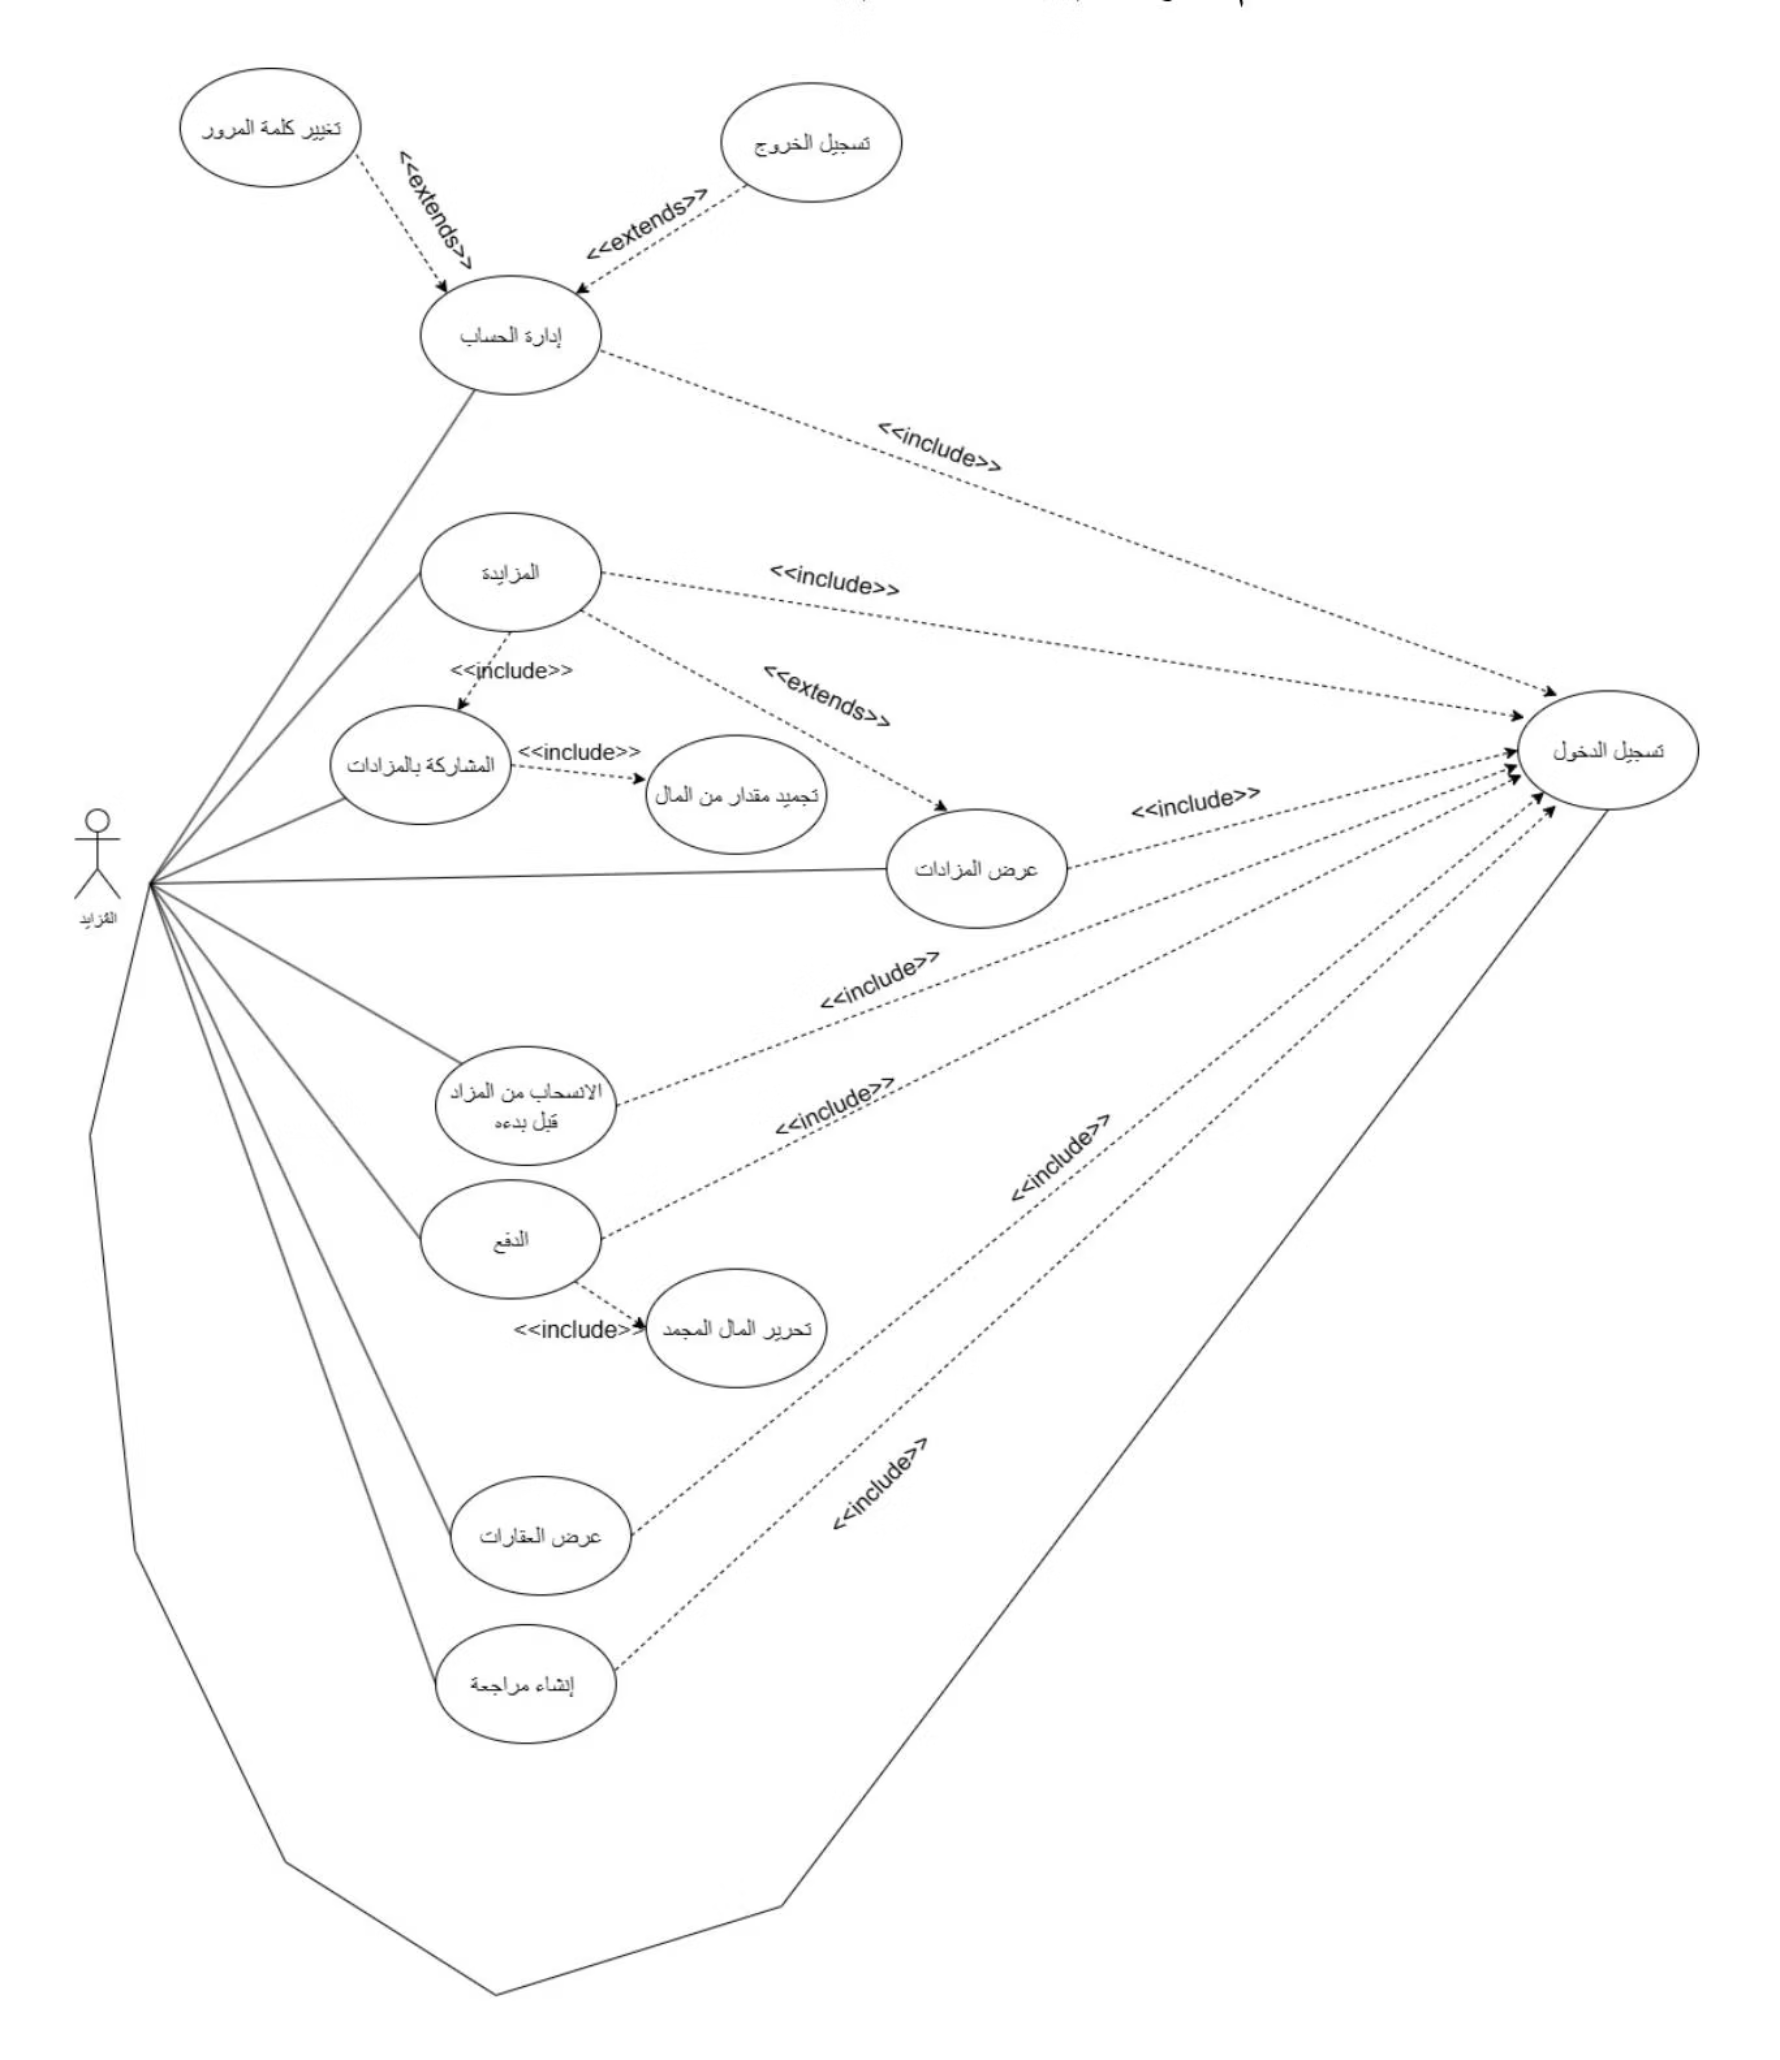 تغيير كلمة المرور
تسجيل الخروج
<<extends>>
<<extends>>
إدارة الحساب
<<include>>
المزايدة
<<include>>
<<include>>
<<extends>>
المشاركة بالمزادات
<<include>>
تجميد مقدار من المال
تسجيل الدخول
<<include>>
عرض المزادات
المُزايد
<<include>>
الانسحاب من المزاد
قبل بدءه
<<include>>
<<include>>
الدفع
<<include>>
تحرير المال المجمد
<<include>>
عرض العقارات
إنشاء مراجعة